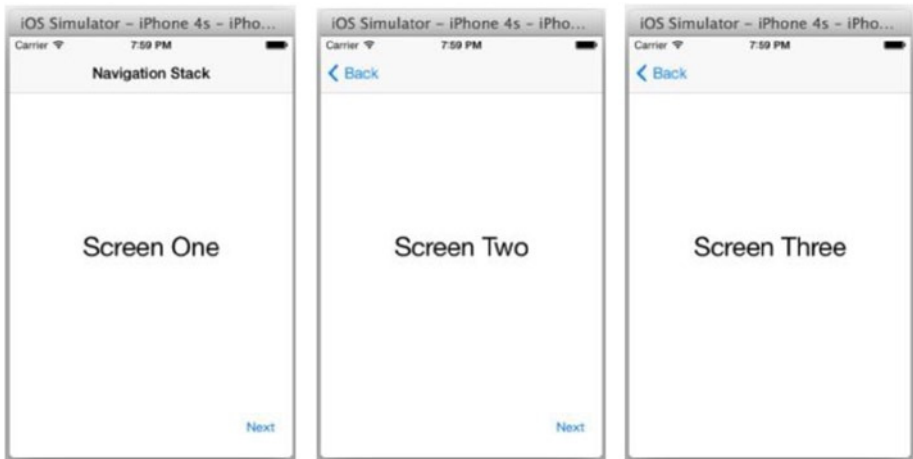 iOS Simulator – iPhone 4s – iPho...
Carrier 7:59 PM
Navigation Stack
Screen One
Next
iOS Simulator – iPhone 4s – iPho...
Carrier 7:59 PM
Back
Screen Two
Next
iOS Simulator – iPhone 4s – iPho...
Carrier 7:59 PM
Back
Screen Three